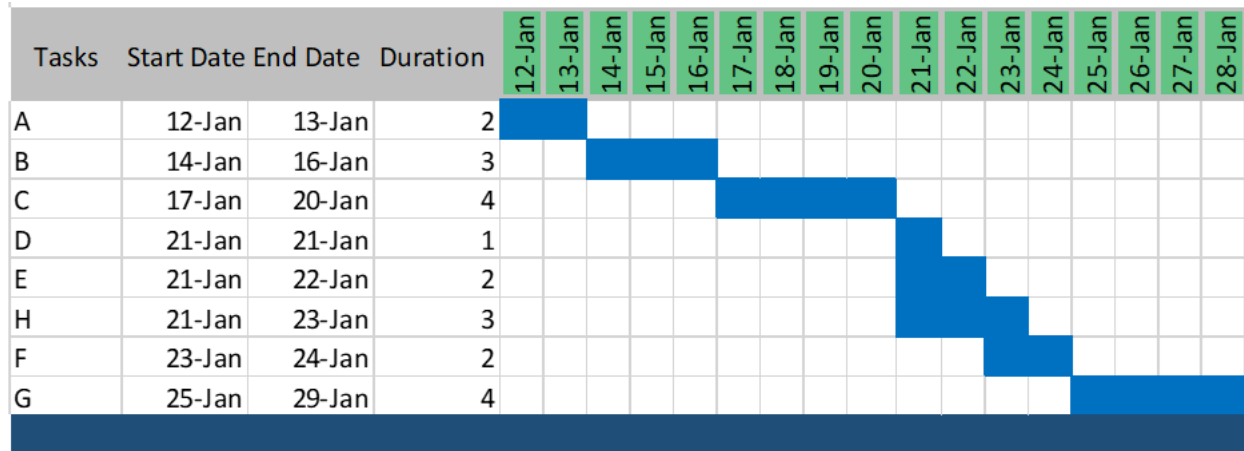 Tasks Start Date End Date Duration 12-Jan 13-Jan 14-Jan 15-Jan 16-Jan 17-Jan 18-Jan 19-Jan 20-Jan 21-Jan 22-Jan 23-Jan 24-Jan 25-Jan 26-Jan 27-Jan 28-Jan
A 12-Jan 13-Jan 2
B 14-Jan 16-Jan 3
C 17-Jan 20-Jan 4
D 21-Jan 21-Jan 1
E 21-Jan 22-Jan 2
H 21-Jan 23-Jan 3
F 23-Jan 24-Jan 2
G 25-Jan 29-Jan 4